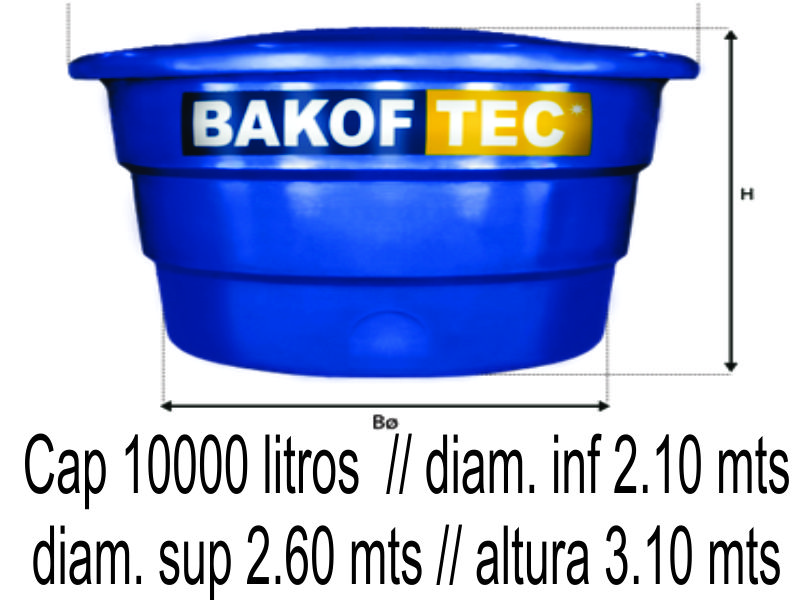 BAKOF TEC
H
Bø
Cap 10000 litros // diam. inf 2.10 mts
diam. sup 2.60 mts // altura 3.10 mts